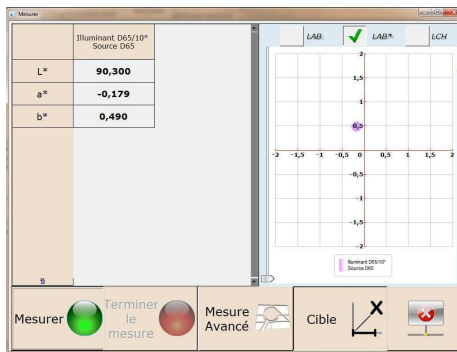 Mesurer
Illuminant D65/10°
Source D65
L* 90,300
a* -0,179
b* 0,490
LAB
LAB*
LCH
2
1,5
1
0,5
-2 -1,5 -1 -0,5 0 0,5 1 1,5 2
-0,5
-1
-1,5
-2
Illuminant D65/10°
Source D65
Mesurer
Terminer
le
mesure
Mesure
Avancé
Cible
X